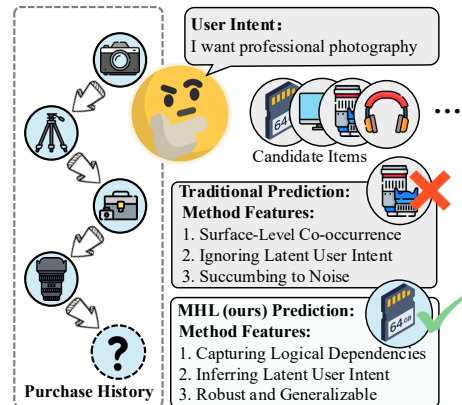 User Intent:
I want professional photography
?
64
...
Candidate Items
Traditional Prediction:
Method Features:
1. Surface-Level Co-occurrence
2. Ignoring Latent User Intent
3. Succumbing to Noise
MHL (ours) Prediction:
Method Features:
64GB
1. Capturing Logical Dependencies
2. Inferring Latent User Intent
3. Robust and Generalizable
Purchase History